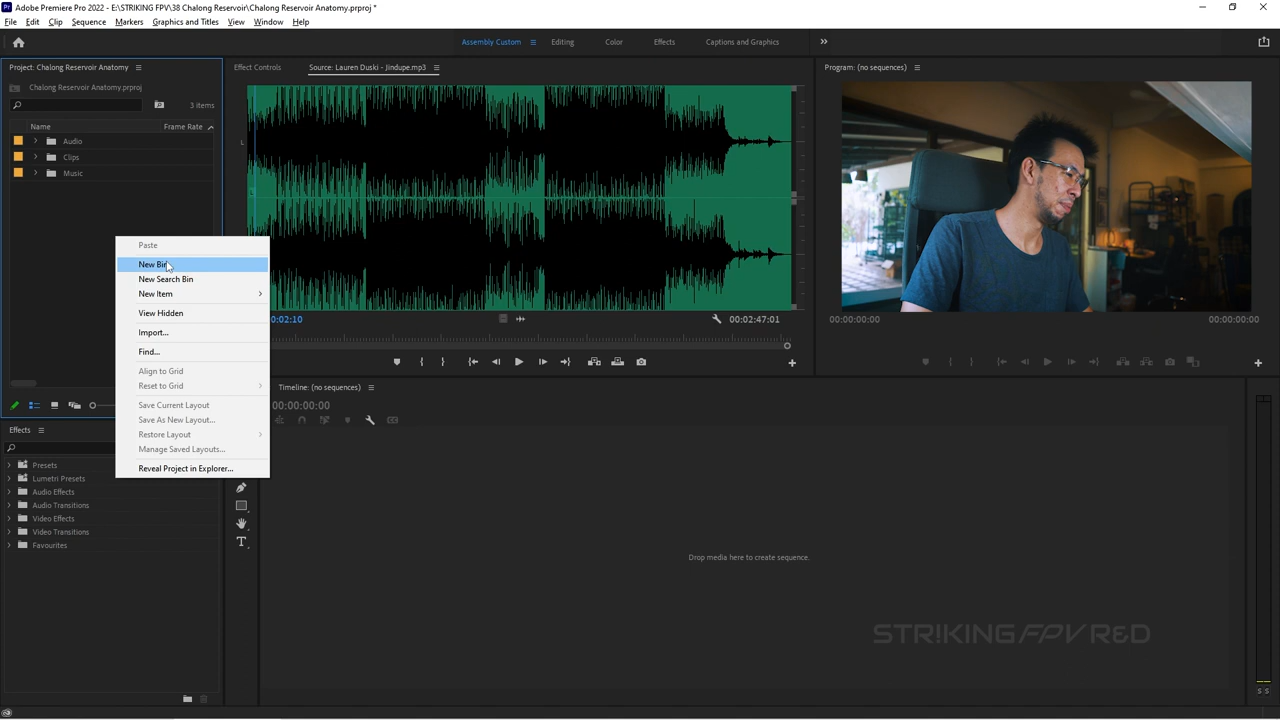 Pr Adobe Premiere Pro 2022 - E:\STRIKING FPV\38 Chalong Reservoir\Chalong Reservoir Anatomy.prproj *
File Edit Clip Sequence Markers Graphics and Titles View Window Help
Assembly Custom Editing Color Effects Captions and Graphics
Project: Chalong Reservoir Anatomy
Effect Controls
Source: Lauren Duski - Jindupe.mp3
Program: (no sequences)
Chalong Reservoir Anatomy.prproj
3 items
Name Frame Rate
Audio
Clips
Music
L
Paste
New Bin
New Search Bin
New Item
View Hidden
Import...
Find...
Align to Grid
Reset to Grid
Save Current Layout
Save As New Layout...
Restore Layout
Manage Saved Layouts...
Reveal Project in Explorer...
:02:10
00:02:47:01
00:00:00:00
00:00:00:00
Timeline: (no sequences)
00:00:00:00
Effects
Presets
Lumetri Presets
Audio Effects
Audio Transitions
Video Effects
Video Transitions
Favourites
T
Drop media here to create sequence.
STRIKING FPV R&D
S S